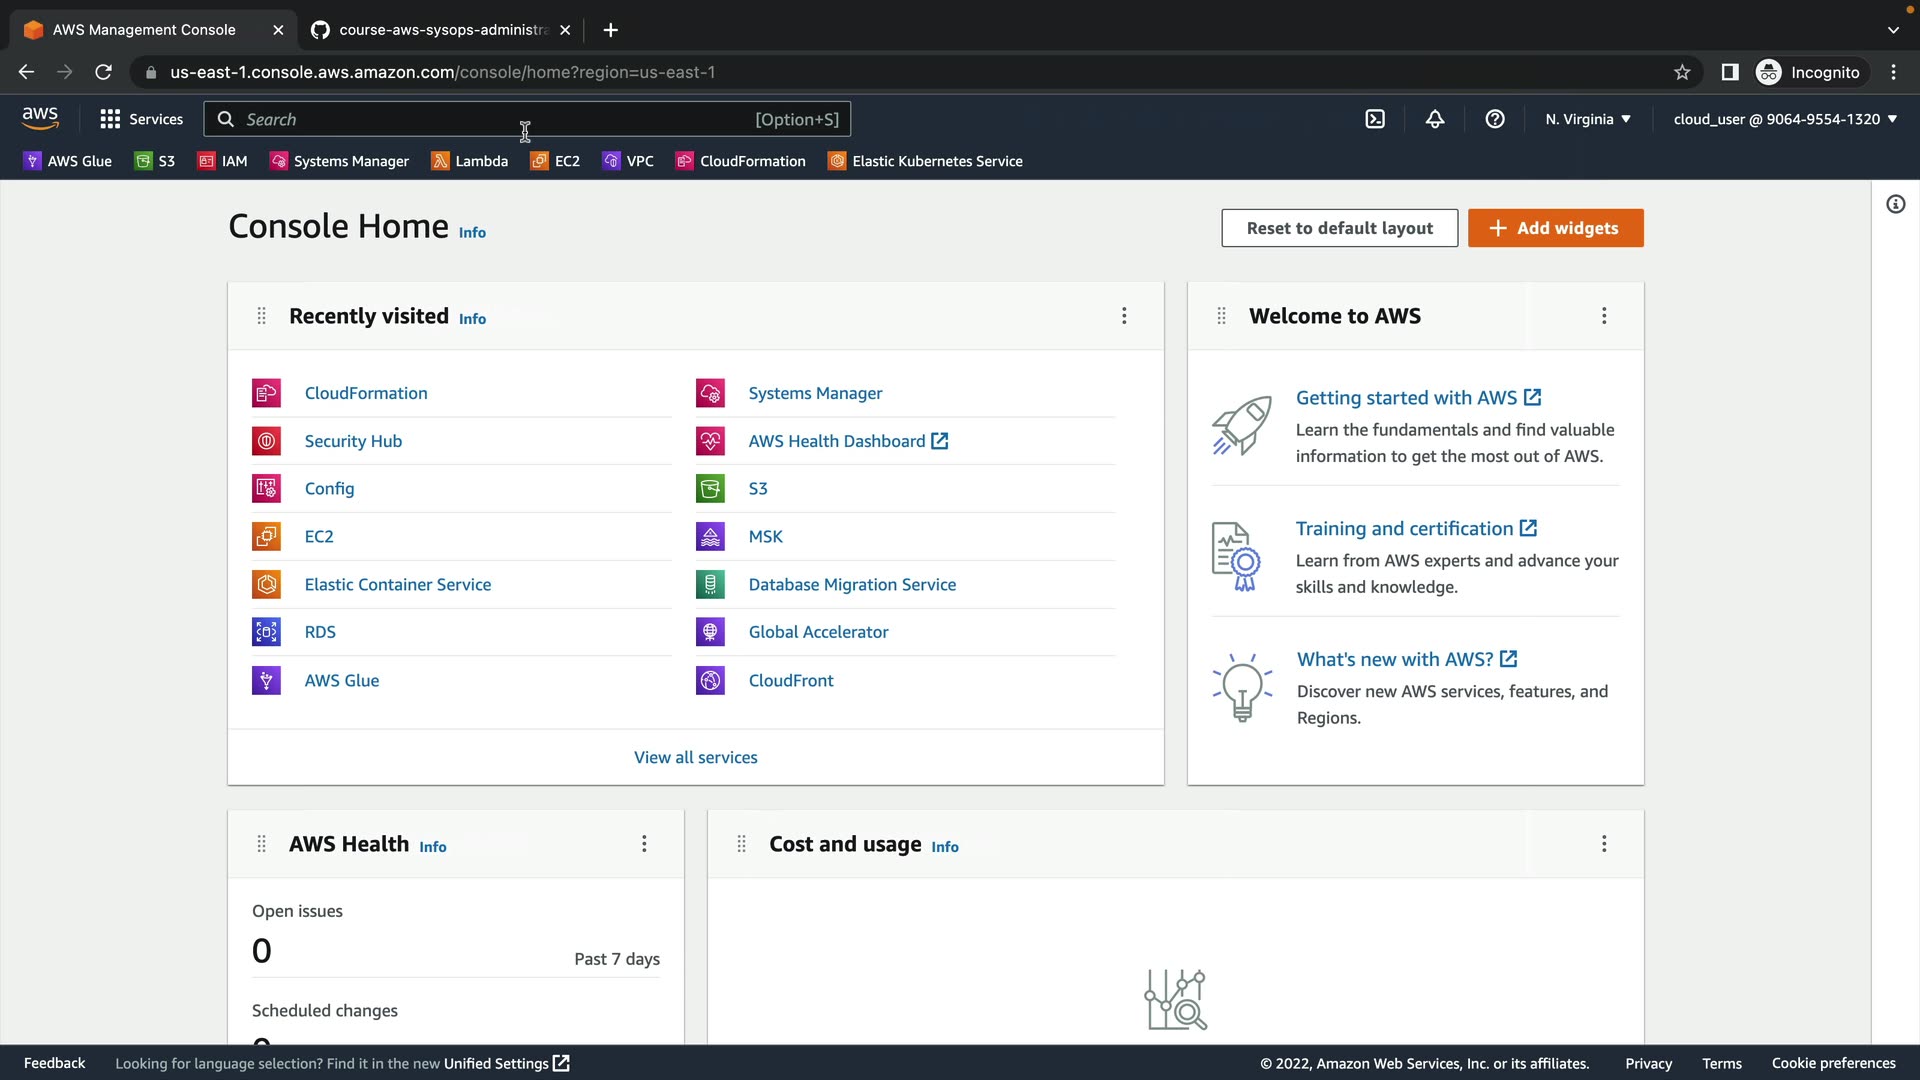 AWS Management Console
course-aws-sysops-administra
us-east-1.console.aws.amazon.com/console/home?region=us-east-1
Incognito
aws
Services
Search
[Option+S]
N. Virginia
cloud_user @ 9064-9554-1320
AWS Glue
S3
IAM
Systems Manager
Lambda
EC2
VPC
CloudFormation
Elastic Kubernetes Service
Console Home Info
Reset to default layout
Add widgets
Recently visited Info
CloudFormation
Systems Manager
Security Hub
AWS Health Dashboard
Config
S3
EC2
MSK
Elastic Container Service
Database Migration Service
RDS
Global Accelerator
AWS Glue
CloudFront
View all services
Welcome to AWS
Getting started with AWS
Learn the fundamentals and find valuable
information to get the most out of AWS.
Training and certification
Learn from AWS experts and advance your
skills and knowledge.
What's new with AWS?
Discover new AWS services, features, and
Regions.
AWS Health Info
Open issues
0
Past 7 days
Scheduled changes
Cost and usage Info
Feedback
Looking for language selection? Find it in the new Unified Settings
© 2022, Amazon Web Services, Inc. or its affiliates.
Privacy
Terms
Cookie preferences